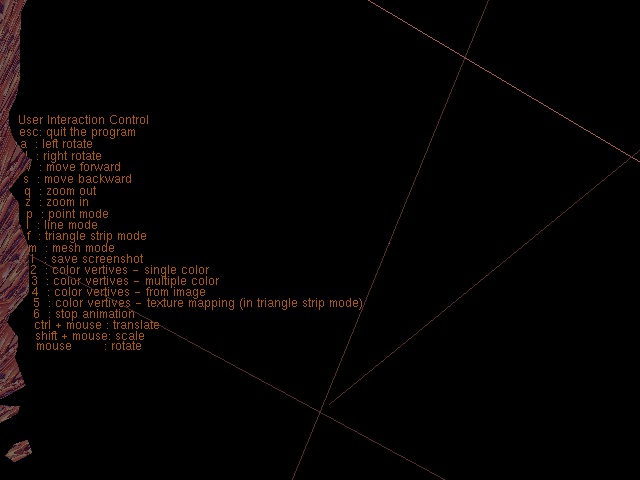 User Interaction Control
esc: quit the program
a : left rotate
: right rotate
: move forward
s : move backward
q : zoom out
z : zoom in
p : point mode
l : line mode
f : triangle strip mode
m : mesh mode
1 : save screenshot
2 : color vertives - single color
3 : color vertives - multiple color
4 : color vertives - from image
5 : color vertives - texture mapping (in triangle strip mode)
6 : stop animation
ctrl + mouse : translate
shift + mouse: scale
mouse : rotate